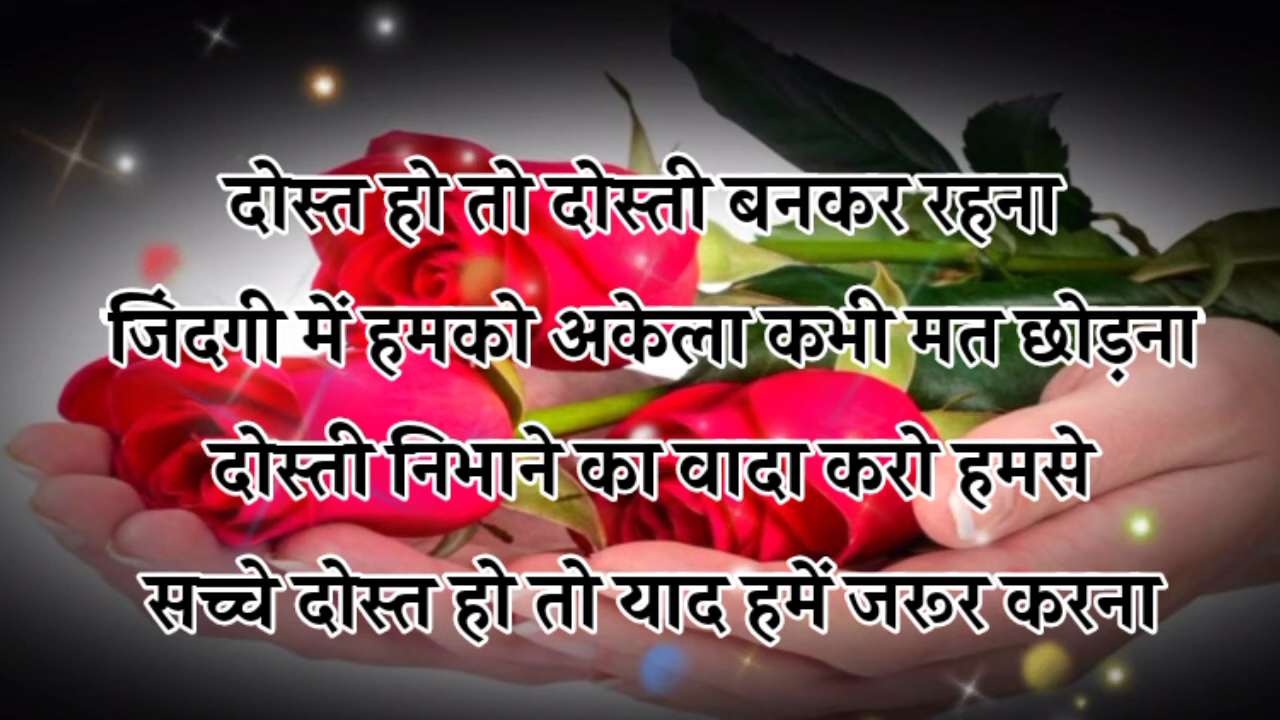 दोस्त हो तो दोस्ती बनकर रहना
जिंदगी में हमको अकेला कभी मत छोड़ना
दोस्ती निभाने का वादा करो हमसे
सच्चे दोस्त हो तो याद हमें जरूर करना